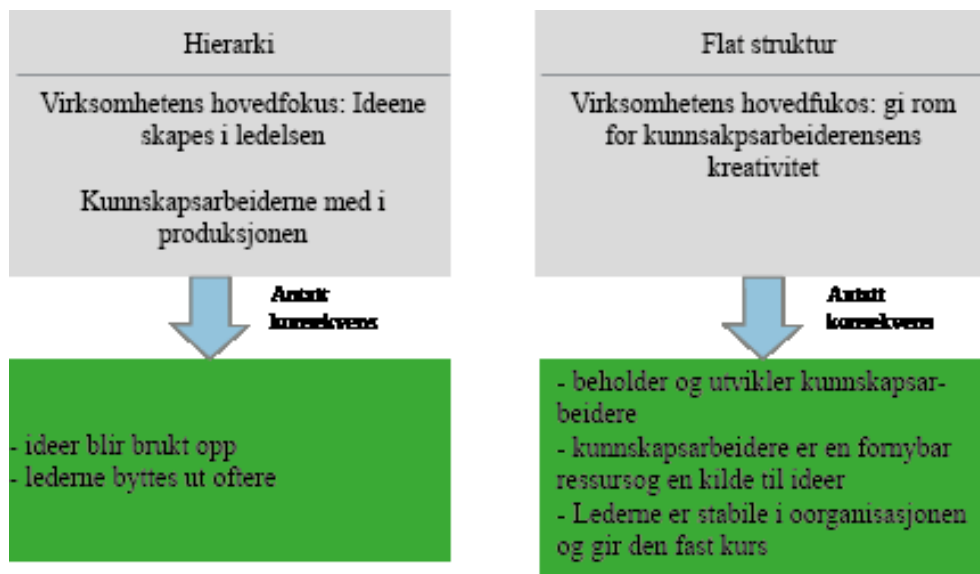 Hierarki
Virksomhetens hovedfokus: Ideene
skapes i ledelsen
Kunnskapsarbeiderne med i
produksjonen
Antatt
konsekvens
- ideer blir brukt opp
- lederne byttes ut oftere
Flat struktur
Virksomhetens hovedfukos: gi rom
for kunnsakpsarbeiderensens
kreativitet
Antatt
konsekvens
- beholder og utvikler kunnskapsar-
beidere
- kunnskapsarbeidere er en fornybar
ressursog en kilde til ideer
- Lederne er stabile i oorganisasjonen
og gir den fast kurs